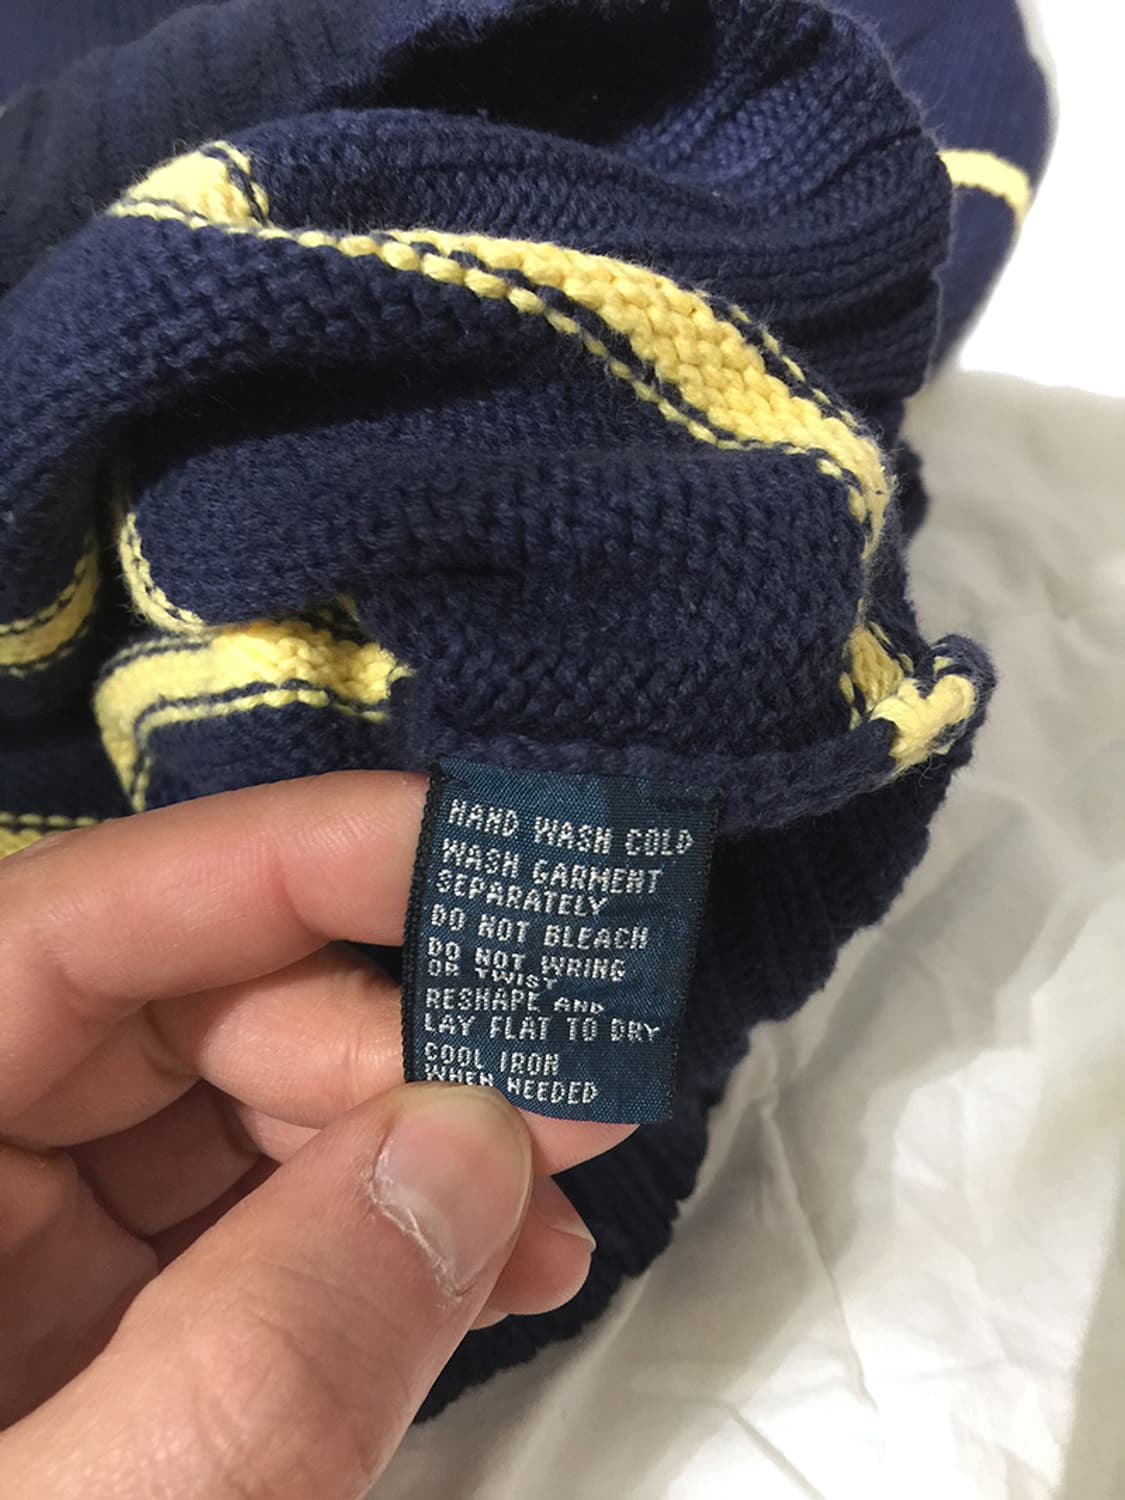 HAND WASH COLD
WASH GARMENT
SEPARATELY
DO NOT BLEACH
DO NOT WRING
OR TWIST
RESHAPE AND
LAY FLAT TO DRY
COOL IRON
WHEN NEEDED